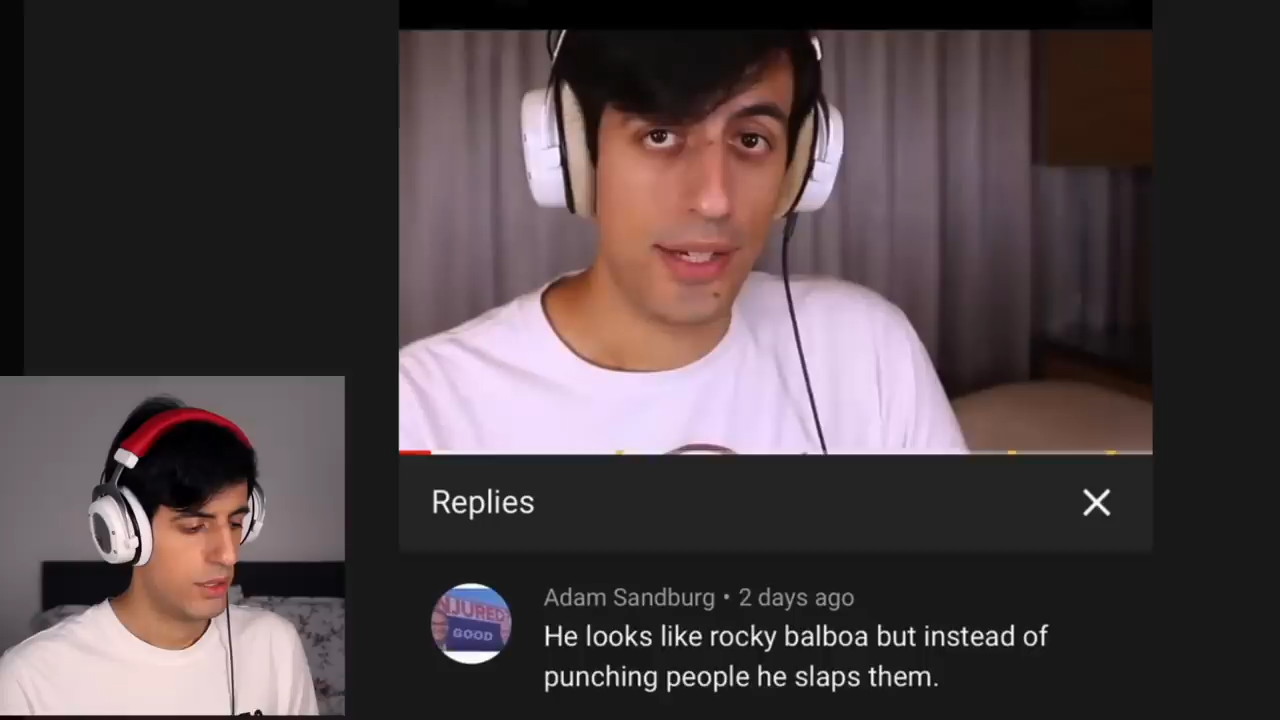 Replies
INJURED?
GOOD
Adam Sandburg • 2 days ago
He looks like rocky balboa but instead of
punching people he slaps them.